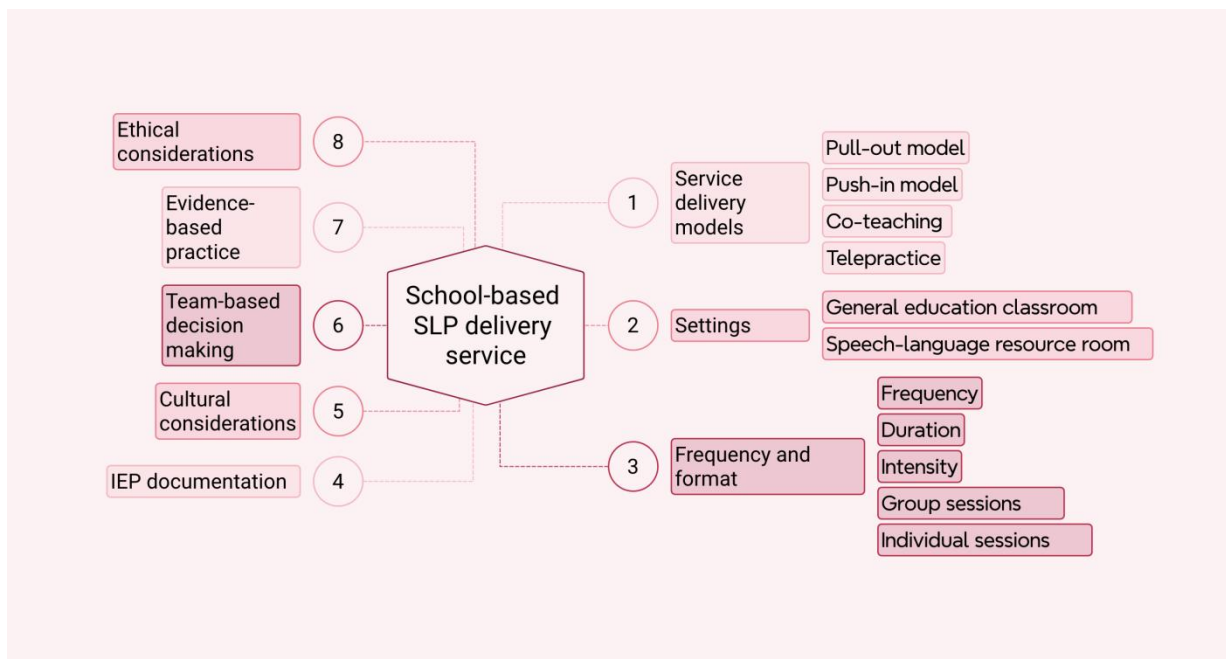 School-based
SLP delivery
service
1
Service
delivery
models
Pull-out model
Push-in model
Co-teaching
Telepractice
2
Settings
General education classroom
Speech-language resource room
3
Frequency and
format
Frequency
Duration
Intensity
Group sessions
Individual sessions
4
IEP documentation
5
Cultural
considerations
6
Team-based
decision
making
7
Evidence-
based
practice
8
Ethical
considerations